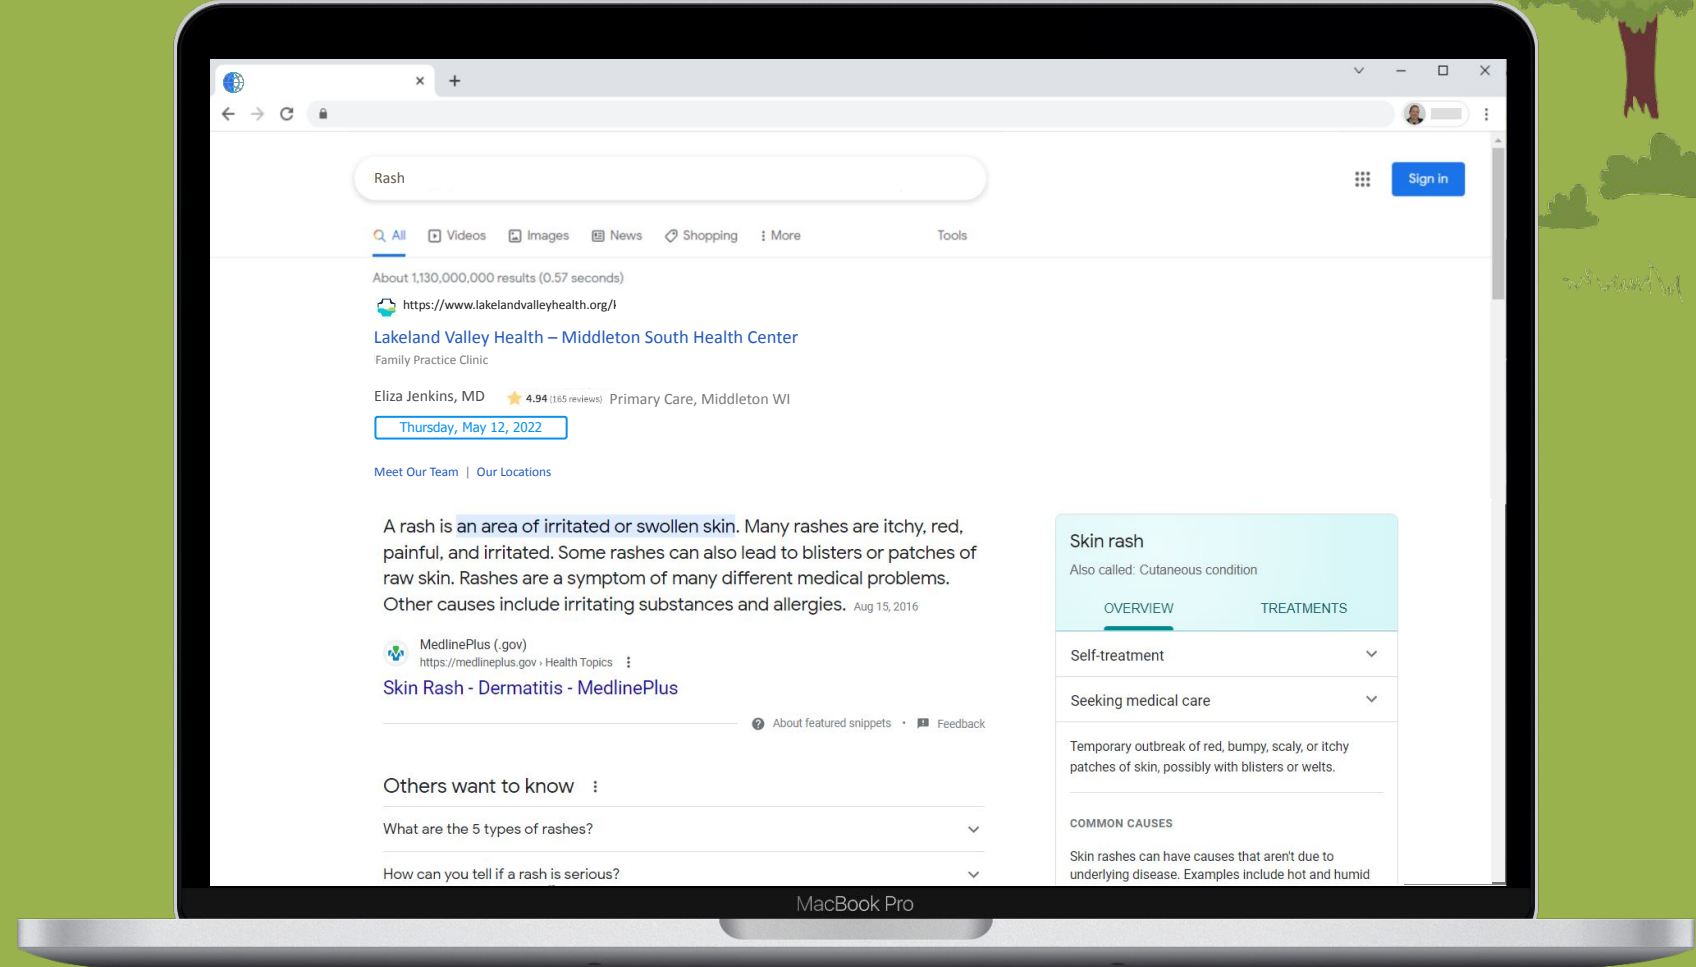 Rash
Sign in
All Videos Images News Shopping More Tools
About 1,130,000,000 results (0.57 seconds)
https://www.lakelandvalleyhealth.org/
Lakeland Valley Health – Middleton South Health Center
Family Practice Clinic
Eliza Jenkins, MD 4.94 (165 reviews) Primary Care, Middleton WI
Thursday, May 12, 2022
Meet Our Team | Our Locations
A rash is an area of irritated or swollen skin. Many rashes are itchy, red,
painful, and irritated. Some rashes can also lead to blisters or patches of
raw skin. Rashes are a symptom of many different medical problems.
Other causes include irritating substances and allergies. Aug 15, 2016
MedlinePlus (.gov)
https://medlineplus.gov › Health Topics
Skin Rash - Dermatitis - MedlinePlus
About featured snippets • Feedback
Others want to know
What are the 5 types of rashes?
How can you tell if a rash is serious?
Skin rash
Also called: Cutaneous condition
OVERVIEW TREATMENTS
Self-treatment
Seeking medical care
Temporary outbreak of red, bumpy, scaly, or itchy
patches of skin, possibly with blisters or welts.
COMMON CAUSES
Skin rashes can have causes that aren't due to
underlying disease. Examples include hot and humid
MacBook Pro